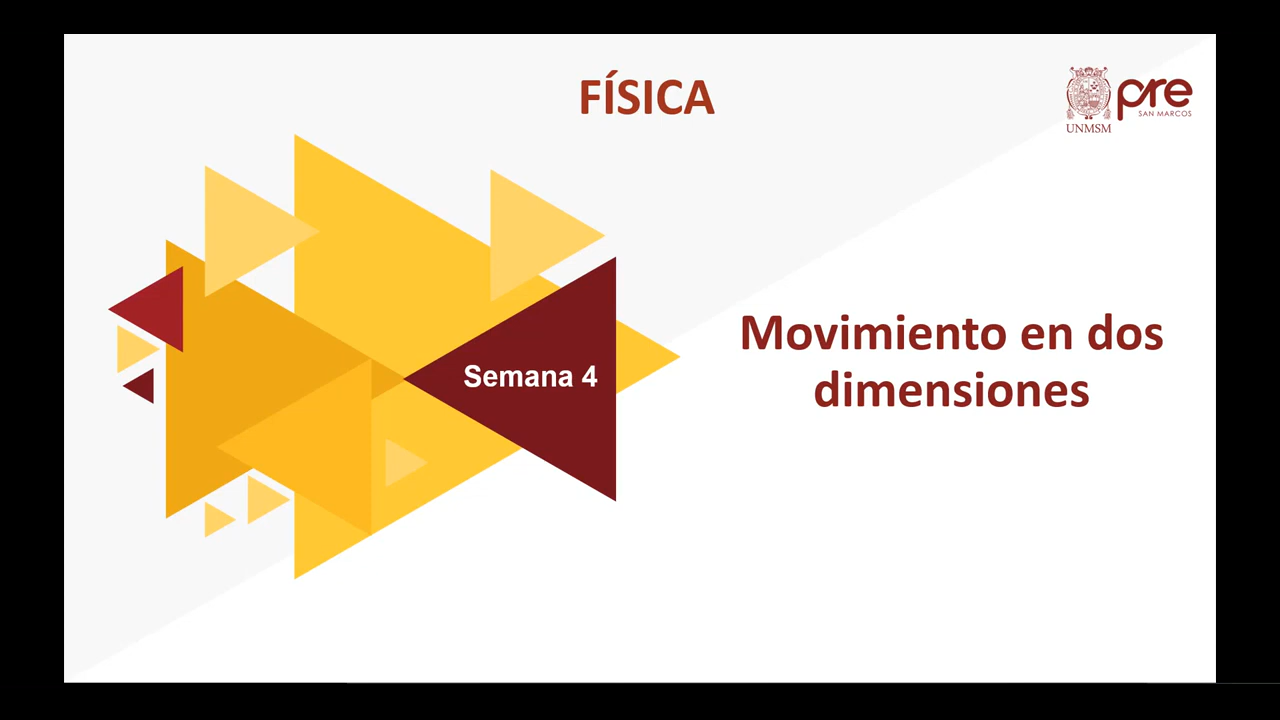 FÍSICA
UNMSM
pre
SAN MARCOS
Semana 4
Movimiento en dos
dimensiones